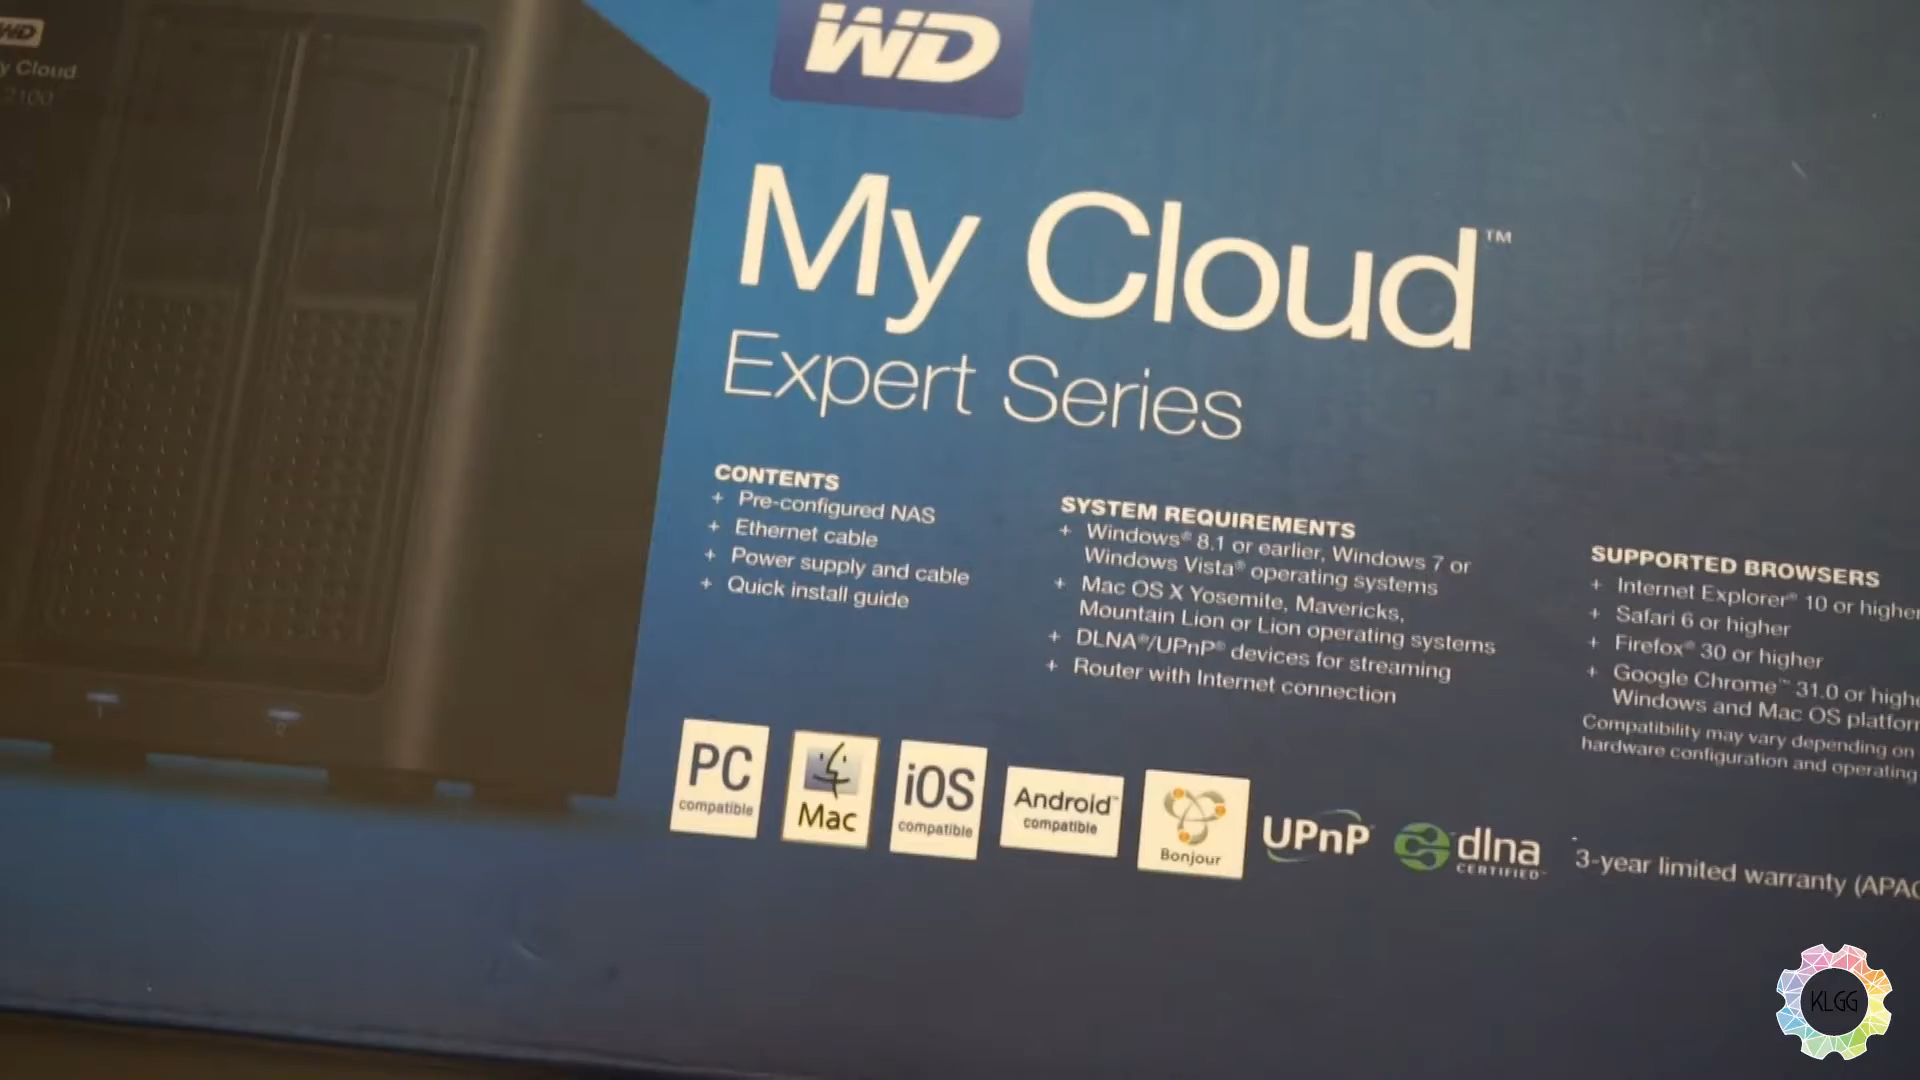 WD
y Cloud
2100
WD
My Cloud™
Expert Series
CONTENTS
+ Pre-configured NAS
+ Ethernet cable
+ Power supply and cable
+ Quick install guide
SYSTEM REQUIREMENTS
+ Windows® 8.1 or earlier, Windows 7 or
Windows Vista® operating systems
+ Mac OS X Yosemite, Mavericks,
Mountain Lion or Lion operating systems
+ DLNA®/UPnP® devices for streaming
+ Router with Internet connection
SUPPORTED BROWSERS
+ Internet Explorer® 10 or higher
+ Safari 6 or higher
+ Firefox® 30 or higher
+ Google Chrome™ 31.0 or highe
Windows and Mac OS platfor
Compatibility may vary depending on
hardware configuration and operating
PC
compatible
Mac
iOS
compatible
Android™
compatible
Bonjour
UPnP
dlna
CERTIFIED
3-year limited warranty (APAC
KLGG